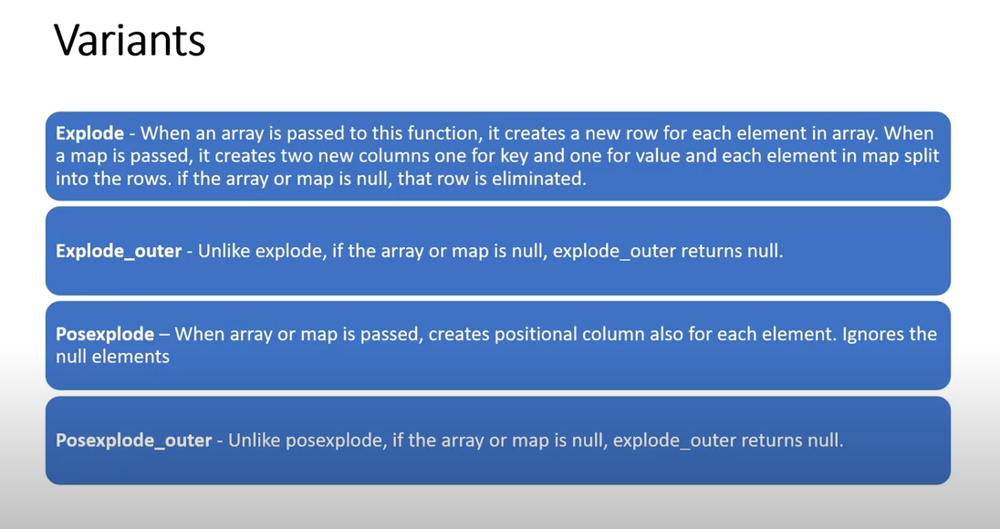 Variants
Explode - When an array is passed to this function, it creates a new row for each element in array. When
a map is passed, it creates two new columns one for key and one for value and each element in map split
into the rows. if the array or map is null, that row is eliminated.
Explode_outer - Unlike explode, if the array or map is null, explode_outer returns null.
Posexplode – When array or map is passed, creates positional column also for each element. Ignores the
null elements
Posexplode_outer - Unlike posexplode, if the array or map is null, explode_outer returns null.